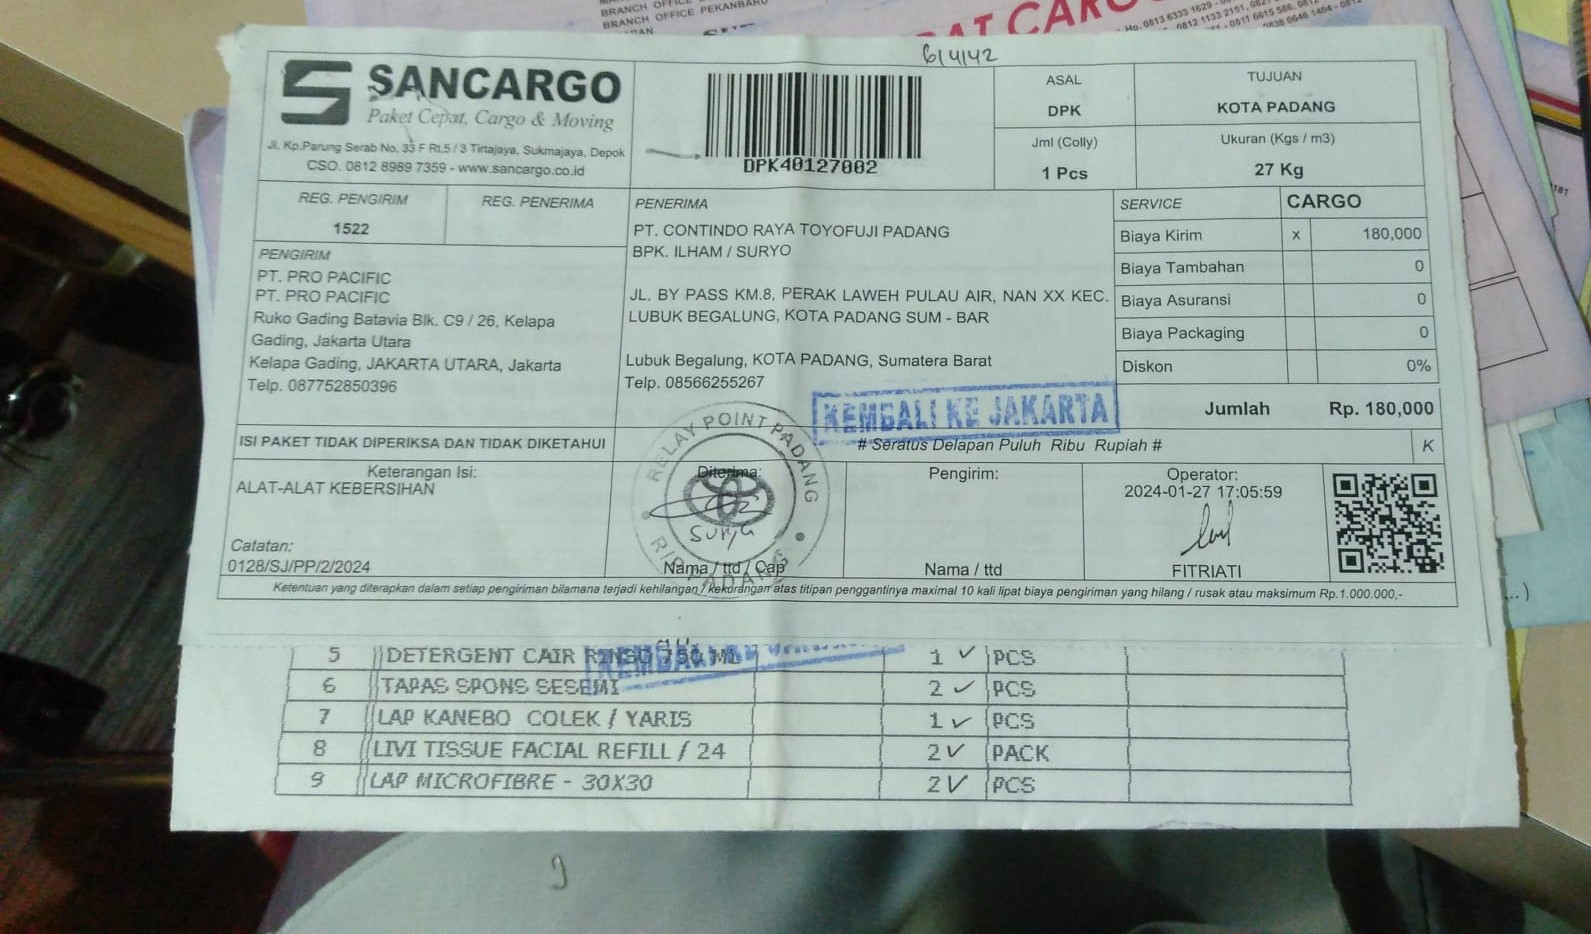 BRANCH OFFICE PEKANBARU
AT CARGO
6/4142
SANCARGO
Paket Cepat, Cargo & Moving
Jl. Kp.Parung Serab No. 33 F Rt.5 / 3 Tirtajaya, Sukmajaya, Depok
CSO. 0812 8989 7359 - www.sancargo.co.id
DPK40127002
ASAL
DPK
TUJUAN
KOTA PADANG
Jml (Colly)
1 Pcs
Ukuran (Kgs / m3)
27 Kg
REG. PENGIRIM
1522
REG. PENERIMA
PENGIRIM
PT. PRO PACIFIC
PT. PRO PACIFIC
Ruko Gading Batavia Blk. C9 / 26, Kelapa
Gading, Jakarta Utara
Kelapa Gading, JAKARTA UTARA, Jakarta
Telp. 087752850396
PENERIMA
PT. CONTINDO RAYA TOYOFUJI PADANG
BPK. ILHAM / SURYO
JL. BY PASS KM.8, PERAK LAWEH PULAU AIR, NAN XX KEC.
LUBUK BEGALUNG, KOTA PADANG SUM - BAR
Lubuk Begalung, KOTA PADANG, Sumatera Barat
Telp. 08566255267
SERVICE CARGO
Biaya Kirim x 180,000
Biaya Tambahan 0
Biaya Asuransi 0
Biaya Packaging 0
Diskon 0%
Jumlah Rp. 180,000
KEMBALI KE JAKARTA
# Seratus Delapan Puluh Ribu Rupiah #
K
ISI PAKET TIDAK DIPERIKSA DAN TIDAK DIKETAHUI
Keterangan Isi:
ALAT-ALAT KEBERSIHAN
Catatan:
0128/SJ/PP/2/2024
RELAY POINT PADANG
Diterima:
Surya
Nama / ttd / Cap
Pengirim:
Nama / ttd
Operator:
2024-01-27 17:05:59
FITRIATI
Ketentuan yang diterapkan dalam setiap pengiriman bilamana terjadi kehilangan / kekurangan atas titipan penggantinya maximal 10 kali lipat biaya pengiriman yang hilang / rusak atau maksimum Rp.1.000.000,-
5 DETERGENT CAIR RINSO 750 ML 1 ✓ PCS
6 TAPAS SPONS SESEMI 2 ✓ PCS
7 LAP KANEBO COLEK / YARIS 1 ✓ PCS
8 LIVI TISSUE FACIAL REFILL / 24 2 ✓ PACK
9 LAP MICROFIBRE - 30X30 2 ✓ PCS